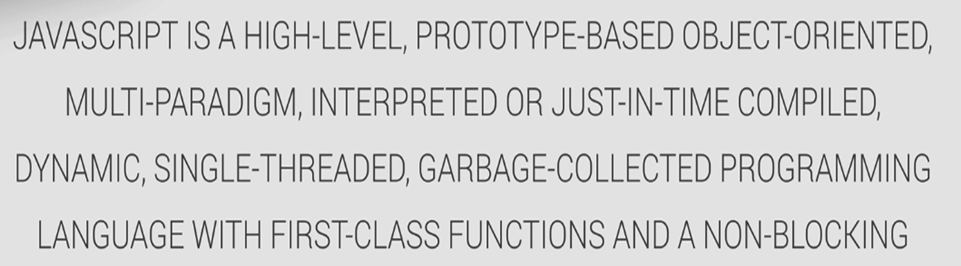 JAVASCRIPT IS A HIGH-LEVEL, PROTOTYPE-BASED OBJECT-ORIENTED,
MULTI-PARADIGM, INTERPRETED OR JUST-IN-TIME COMPILED,
DYNAMIC, SINGLE-THREADED, GARBAGE-COLLECTED PROGRAMMING
LANGUAGE WITH FIRST-CLASS FUNCTIONS AND A NON-BLOCKING